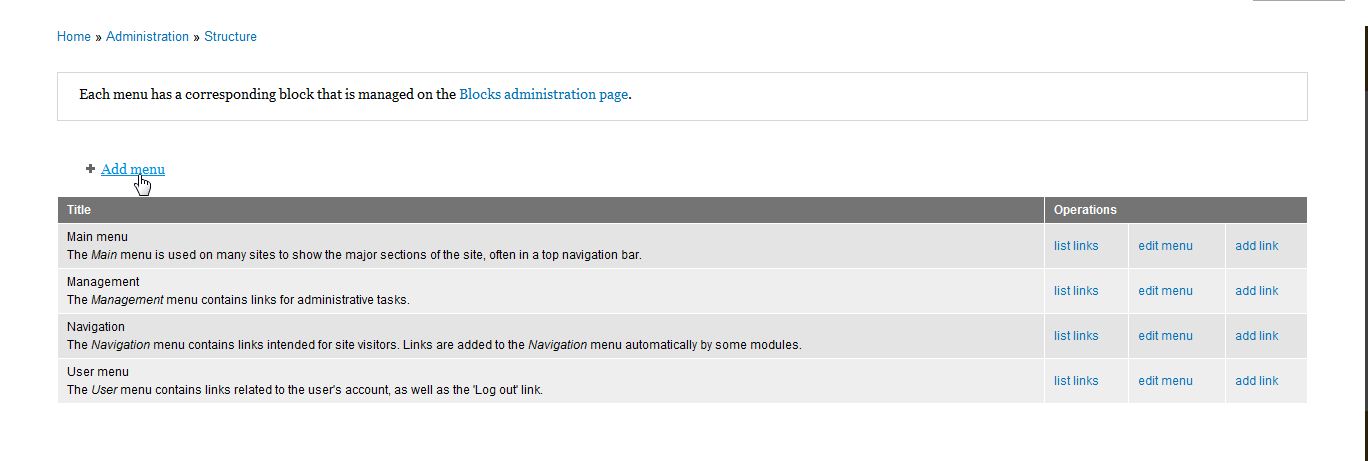 Home » Administration » Structure
Each menu has a corresponding block that is managed on the Blocks administration page.
Add menu
Title Operations
Main menu
The Main menu is used on many sites to show the major sections of the site, often in a top navigation bar.
list links edit menu add link
Management
The Management menu contains links for administrative tasks.
list links edit menu add link
Navigation
The Navigation menu contains links intended for site visitors. Links are added to the Navigation menu automatically by some modules.
list links edit menu add link
User menu
The User menu contains links related to the user's account, as well as the 'Log out' link.
list links edit menu add link